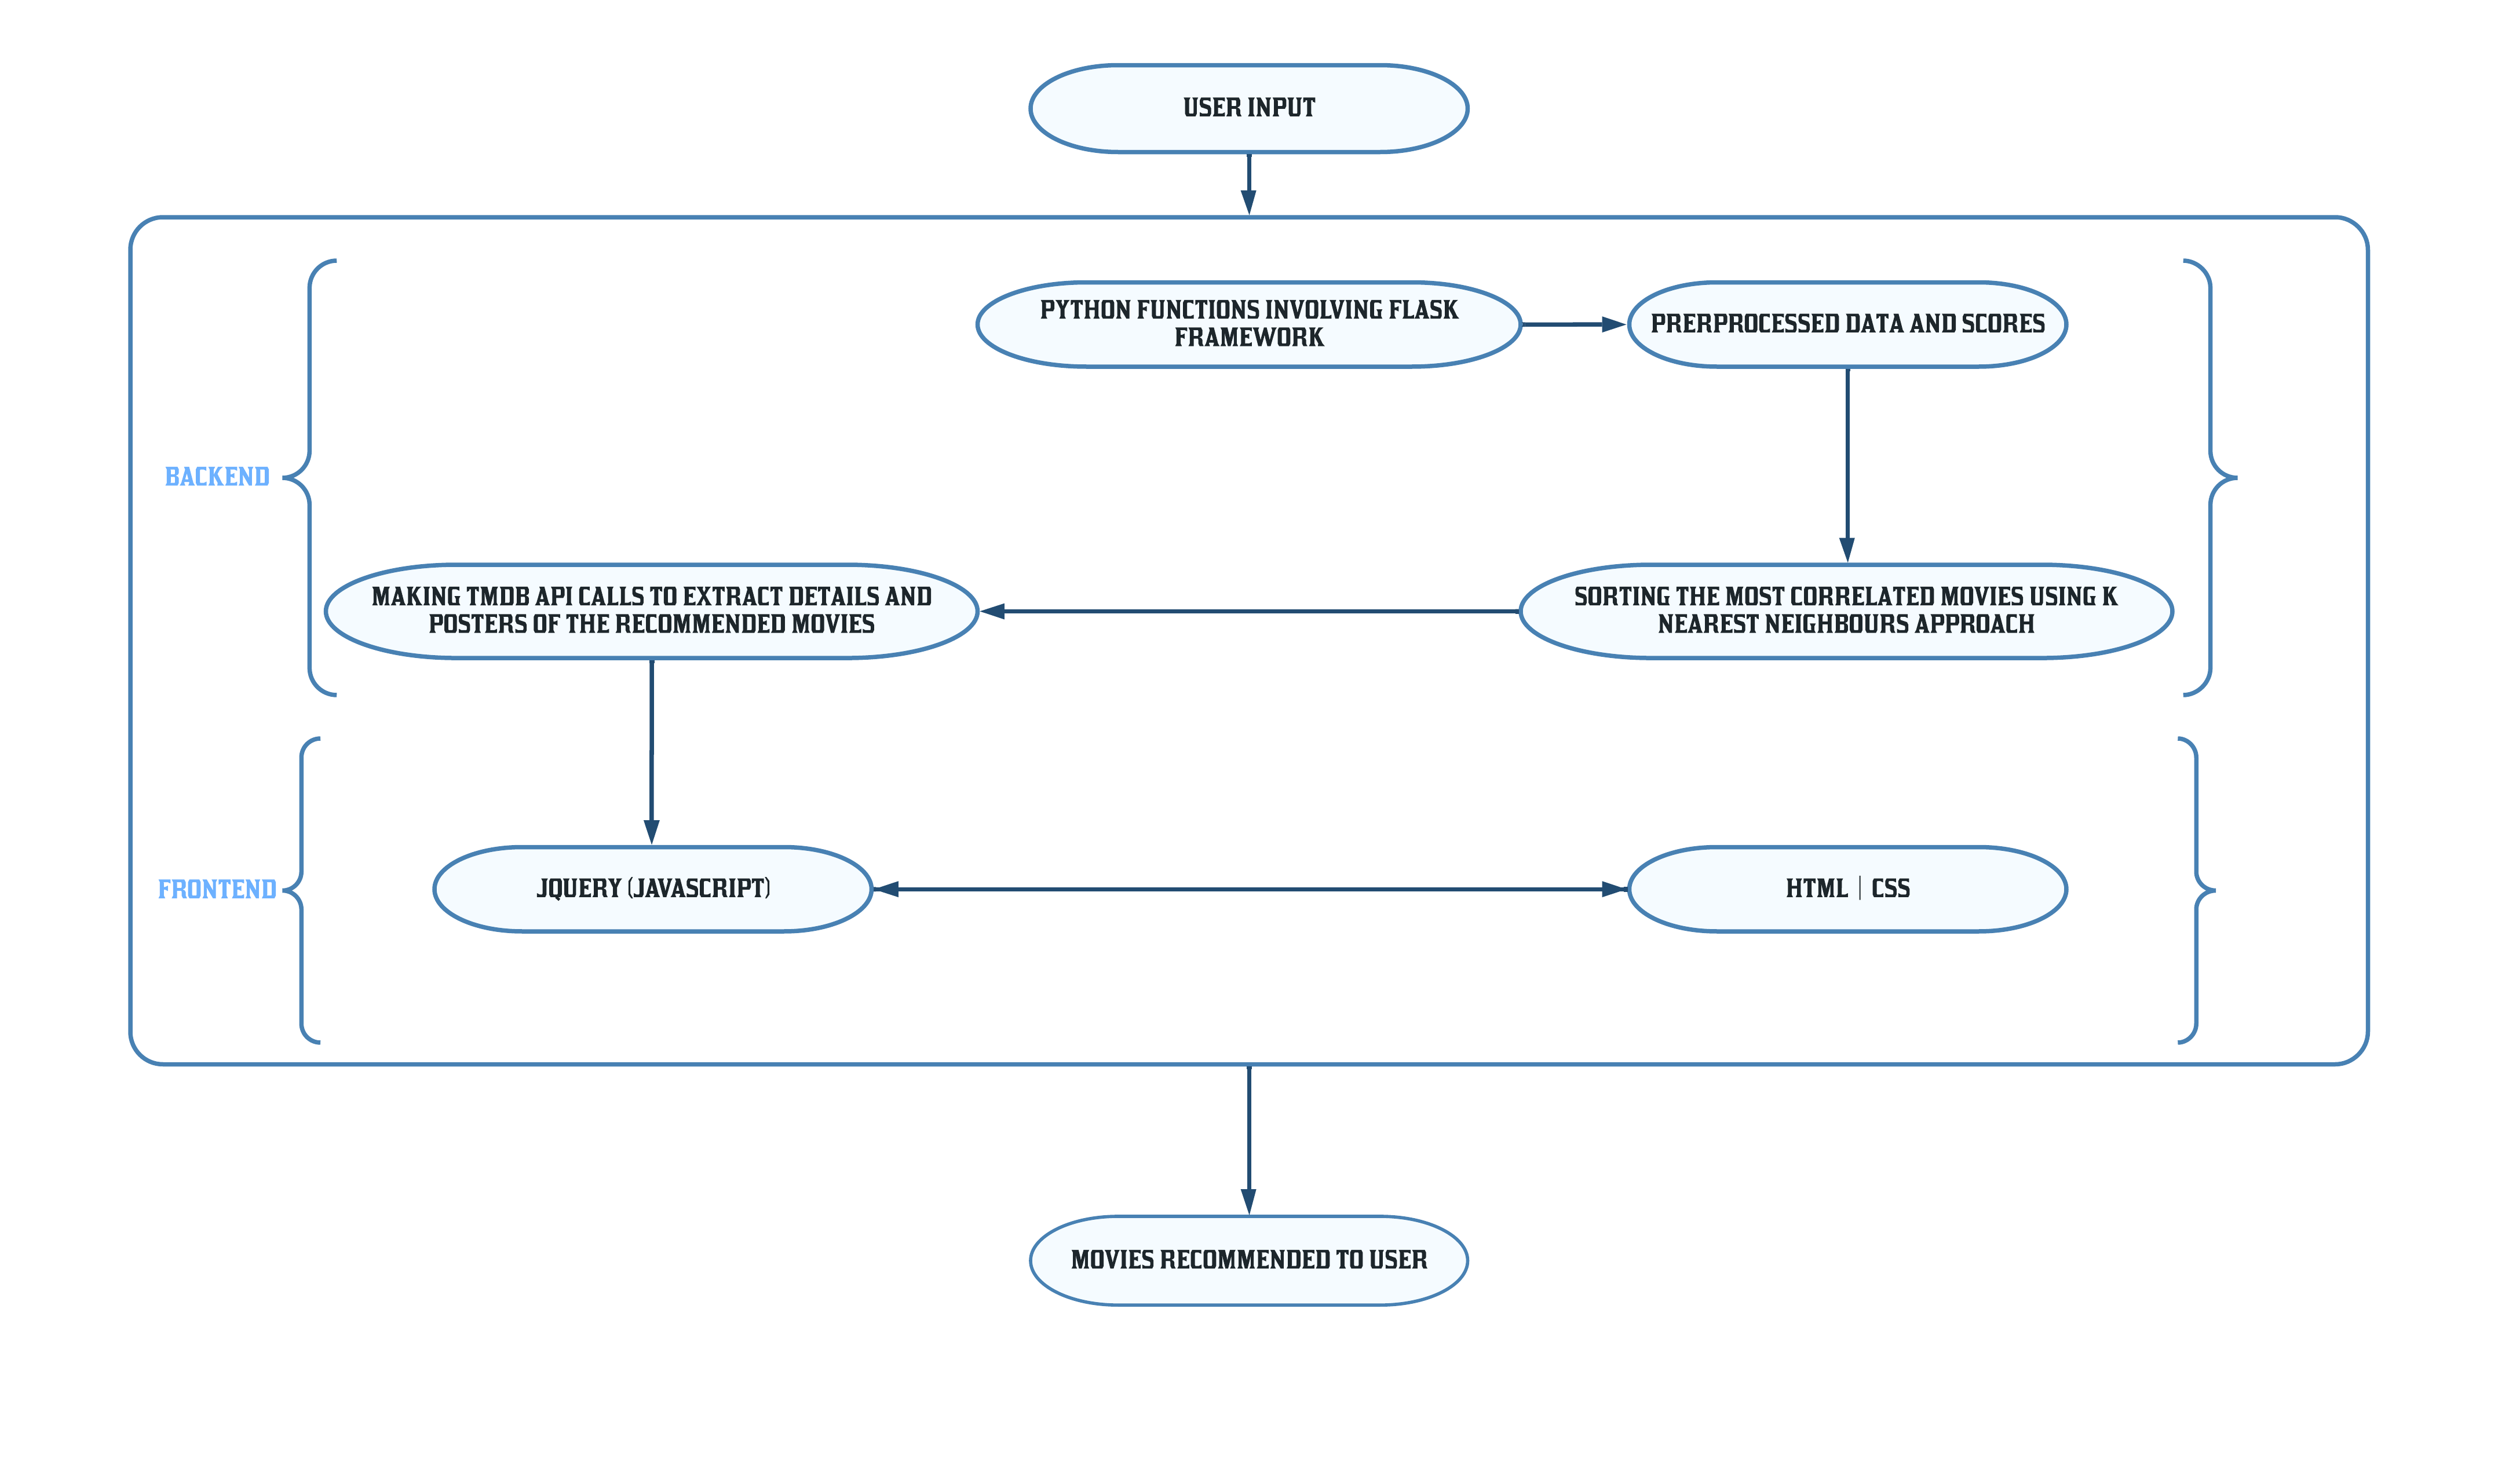 USER INPUT
PYTHON FUNCTIONS INVOLVING FLASK
FRAMEWORK
PRERPROCESSED DATA AND SCORES
BACKEND
MAKING TMDB API CALLS TO EXTRACT DETAILS AND
POSTERS OF THE RECOMMENDED MOVIES
SORTING THE MOST CORRELATED MOVIES USING K
NEAREST NEIGHBOURS APPROACH
FRONTEND
JQUERY (JAVASCRIPT)
HTML | CSS
MOVIES RECOMMENDED TO USER